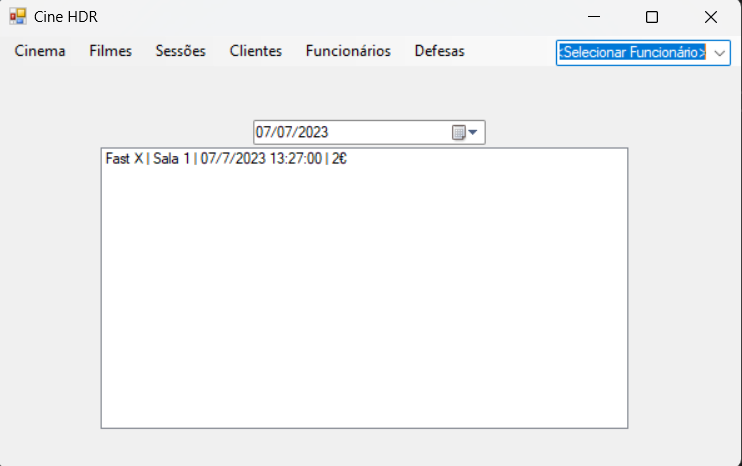 Cine HDR
Cinema Filmes Sessões Clientes Funcionários Defesas <Selecionar Funcionário>
07/07/2023
Fast X | Sala 1 | 07/7/2023 13:27:00 | 2€